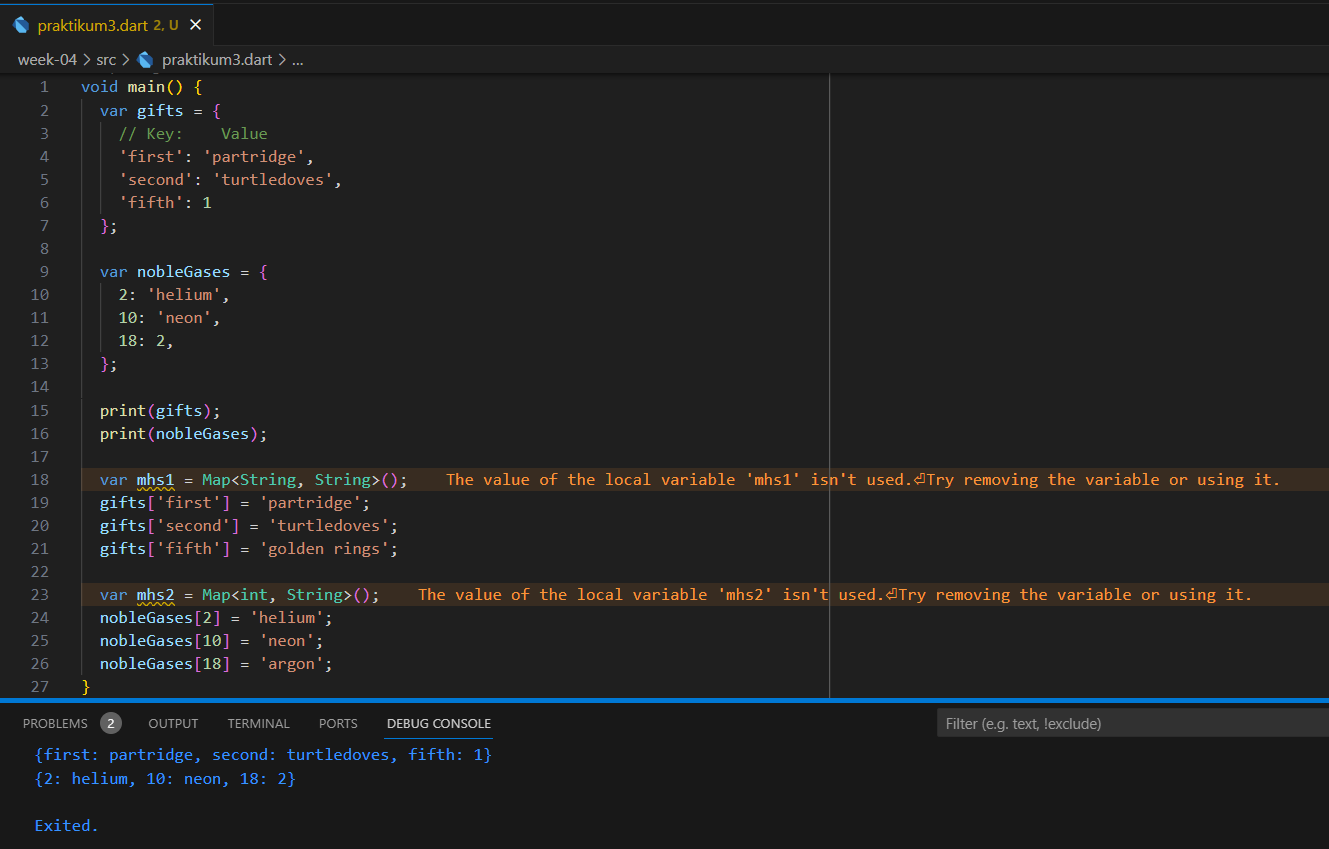 praktikum3.dart 2, U ×
week-04 > src > praktikum3.dart > ...
1 void main() {
2 var gifts = {
3 // Key:    Value
4 'first': 'partridge',
5 'second': 'turtledoves',
6 'fifth': 1
7 };
8
9 var nobleGases = {
10 2: 'helium',
11 10: 'neon',
12 18: 2,
13 };
14
15 print(gifts);
16 print(nobleGases);
17
18 var mhs1 = Map<String, String>();    The value of the local variable 'mhs1' isn't used.⏎Try removing the variable or using it.
19 gifts['first'] = 'partridge';
20 gifts['second'] = 'turtledoves';
21 gifts['fifth'] = 'golden rings';
22
23 var mhs2 = Map<int, String>();    The value of the local variable 'mhs2' isn't used.⏎Try removing the variable or using it.
24 nobleGases[2] = 'helium';
25 nobleGases[10] = 'neon';
26 nobleGases[18] = 'argon';
27 }
PROBLEMS 2 OUTPUT TERMINAL PORTS DEBUG CONSOLE Filter (e.g. text, !exclude)
{first: partridge, second: turtledoves, fifth: 1}
{2: helium, 10: neon, 18: 2}
Exited.